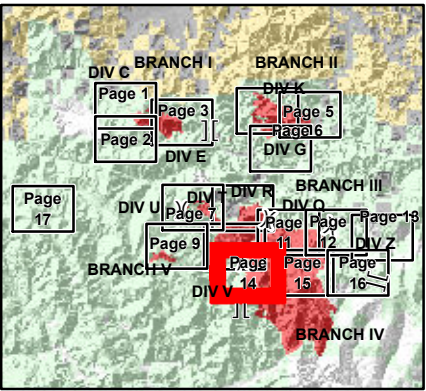 BRANCH I
BRANCH II
DIV C
DIV K
Page 1
Page 3
Page 5
Page 6
Page 2
DIV G
DIV E
BRANCH III
Page
17
DIV R
DIV U
Page 7
DIV O
Page
11
Page
12
Page 13
Page 9
DIV Z
BRANCH V
Page
14
Page
15
Page
16
DIV V
BRANCH IV